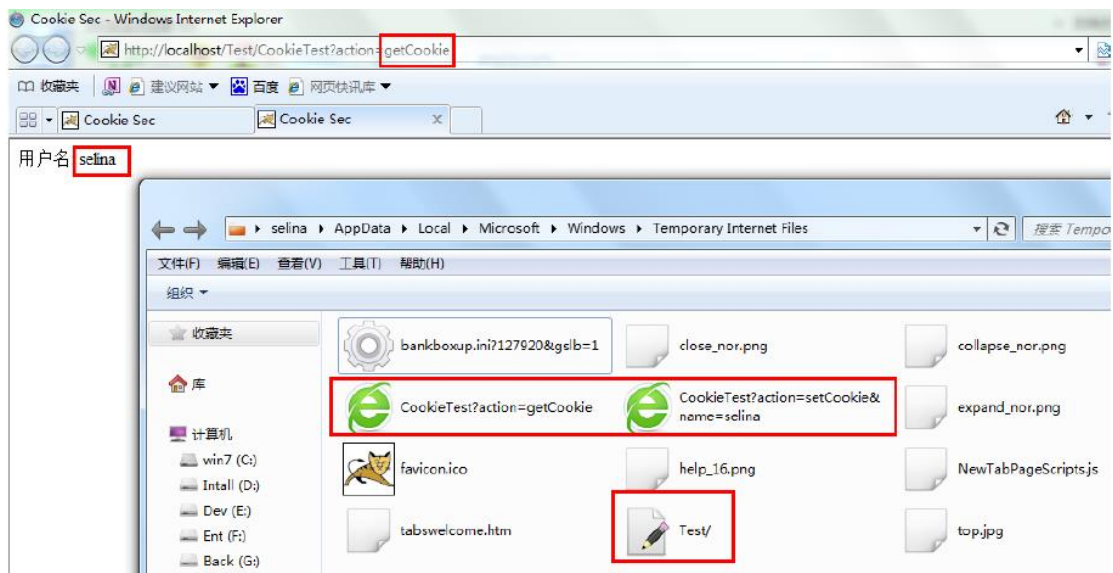 Cookie Sec - Windows Internet Explorer
http://localhost/Test/CookieTest?action=getCookie
收藏夹 建议网站 百度 网页快讯库
Cookie Sec Cookie Sec x
用户名 selina
selina AppData Local Microsoft Windows Temporary Internet Files 搜索 Tempo
文件(F) 编辑(E) 查看(V) 工具(T) 帮助(H)
组织
收藏夹
bankboxup.ini?127920&gslb=1
close_nor.png
collapse_nor.png
库
CookieTest?action=getCookie
CookieTest?action=setCookie&
name=selina
expand_nor.png
计算机
win7 (C:)
favicon.ico
help_16.png
NewTabPageScripts.js
Intall (D:)
Dev (E:)
tabswelcome.htm
Test/
top.jpg
Ent (F:)
Back (G:)